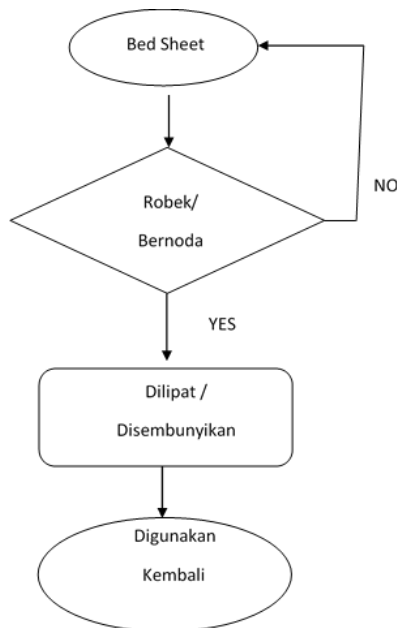 Bed Sheet
Robek/
Bernoda
NO
YES
Dilipat /
Disembunyikan
Digunakan
Kembali